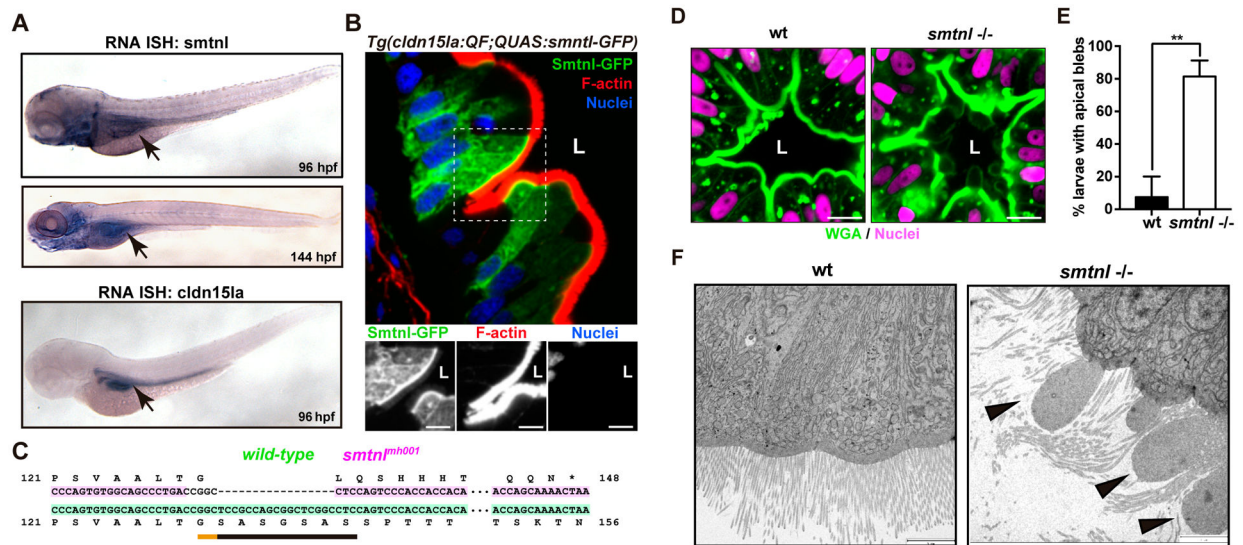 A
RNA ISH: smtnl
96 hpf
144 hpf
RNA ISH: cldn15la
96 hpf
B
Tg(cldn15la:QF;QUAS:smntl-GFP)
Smtnl-GFP
F-actin
Nuclei
L
Smtnl-GFP F-actin Nuclei
L L L
C
wild-type smtnl^mh001
121 P S V A A L T G L Q S H H H T Q Q N * 148
CCCAGTGTGGCAGCCCTGACCGGC--------------CTCCAGTCCCACCACCACA ··· ACCAGCAAAACTAA
CCCAGTGTGGCAGCCCTGACCGGCTCCGCCAGCGGCTCGGCCTCCAGTCCCACCACCACA ··· ACCAGCAAAACTAA
121 P S V A A L T G S A S G S A S S P T T T T S K T N 156
D
wt smtnl -/-
L L
WGA / Nuclei
E
% larvae with apical blebs
100
80
60
40
20
0
**
wt smtnl -/-
F
wt smtnl -/-